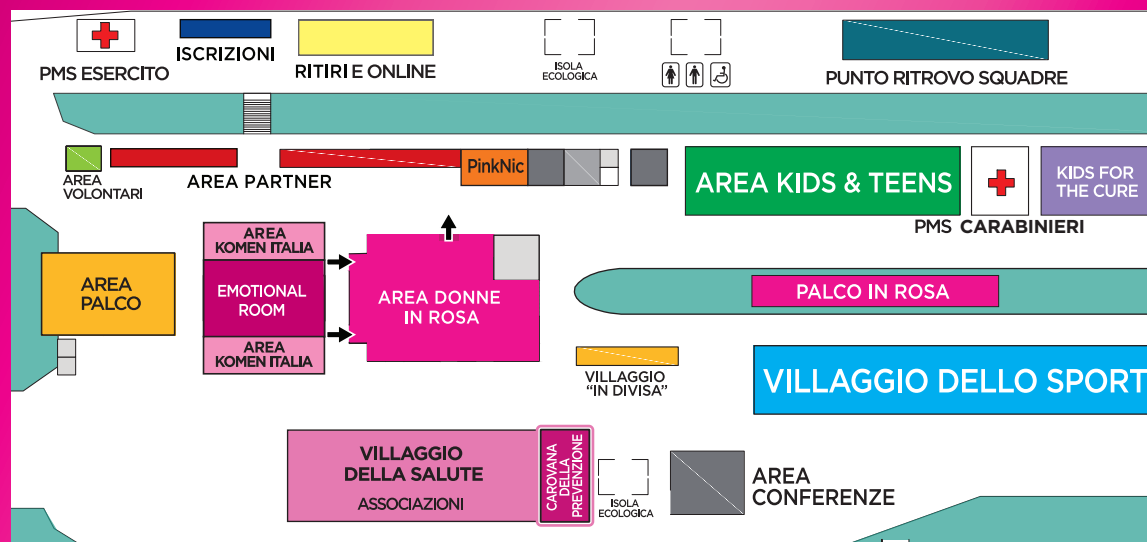 PMS ESERCITO
ISCRIZIONI
RITIRI E ONLINE
ISOLA
ECOLOGICA
PUNTO RITROVO SQUADRE
AREA
VOLONTARI
AREA PARTNER
PinkNic
AREA KIDS & TEENS
PMS CARABINIERI
KIDS FOR
THE CURE
AREA
PALCO
AREA
KOMEN ITALIA
EMOTIONAL
ROOM
AREA
KOMEN ITALIA
AREA DONNE
IN ROSA
PALCO IN ROSA
VILLAGGIO
“IN DIVISA”
VILLAGGIO DELLO SPORT
VILLAGGIO
DELLA SALUTE
ASSOCIAZIONI
CAROVANA
DELLA
PREVENZIONE
ISOLA
ECOLOGICA
AREA
CONFERENZE